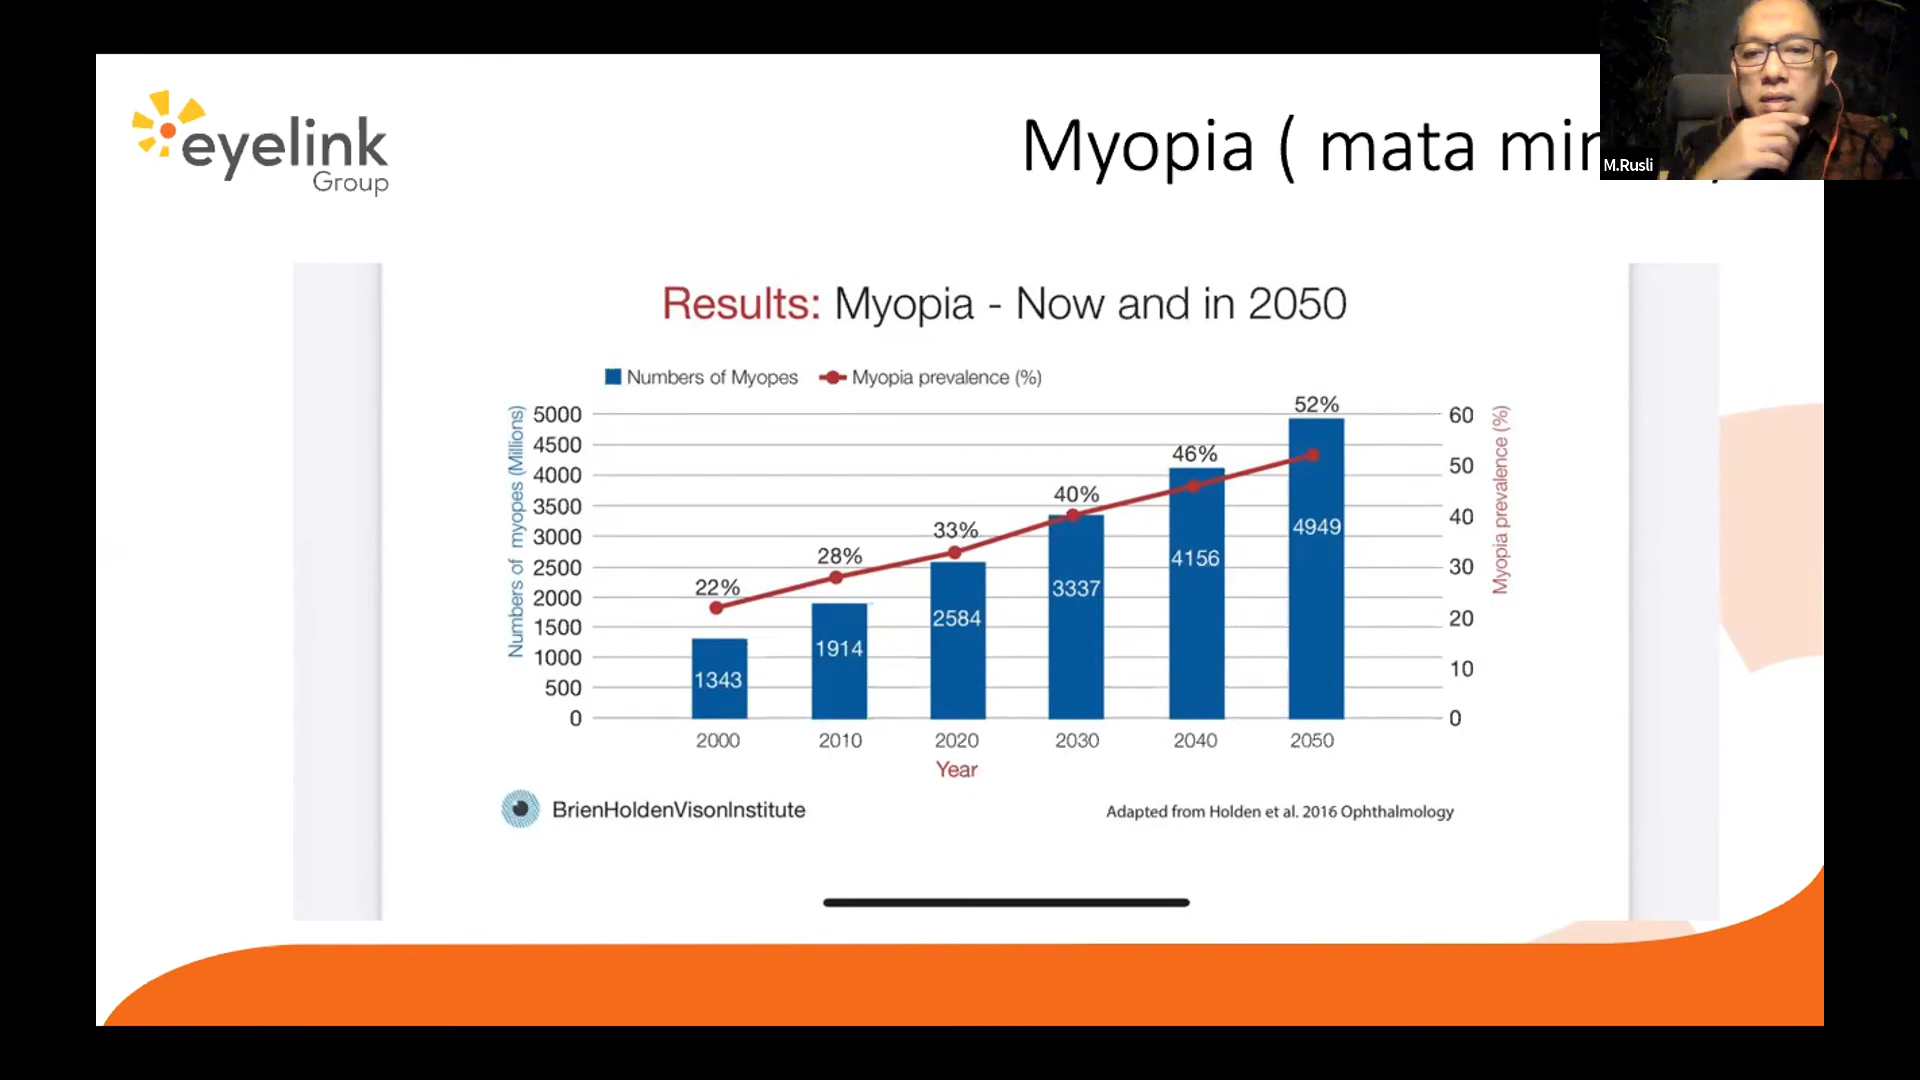 eyelink
Group
Myopia ( mata
M.Rusli
Results: Myopia - Now and in 2050
Numbers of Myopes Myopia prevalence (%)
Numbers of myopes (Millions)
5000
4500
4000
3500
3000
2500
2000
1500
1000
500
0
22%
28%
33%
40%
46%
52%
1343
1914
2584
3337
4156
4949
60
50
40
30
20
10
0
Myopia prevalence (%)
2000 2010 2020 2030 2040 2050
Year
BrienHoldenVisonInstitute
Adapted from Holden et al. 2016 Ophthalmology